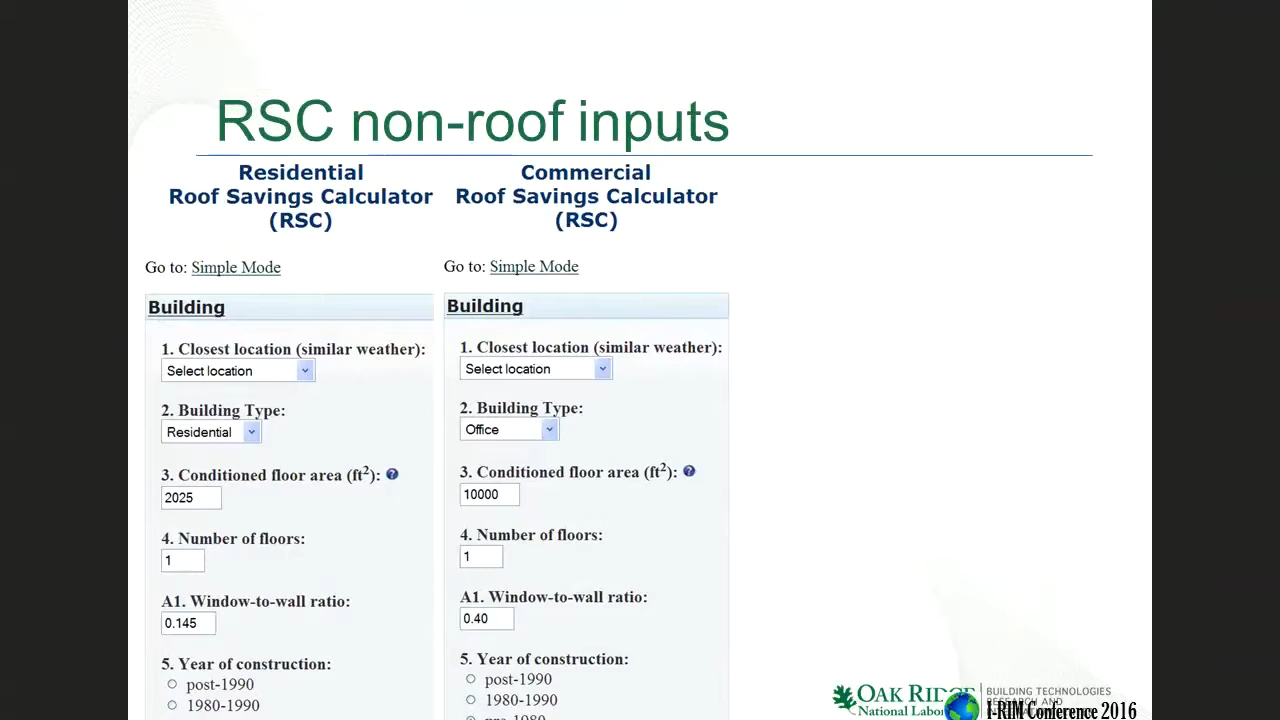 RSC non-roof inputs
Residential
Roof Savings Calculator
(RSC)
Go to: Simple Mode
Building
1. Closest location (similar weather):
Select location
2. Building Type:
Residential
3. Conditioned floor area (ft²):
2025
4. Number of floors:
1
A1. Window-to-wall ratio:
0.145
5. Year of construction:
post-1990
1980-1990
Commercial
Roof Savings Calculator
(RSC)
Go to: Simple Mode
Building
1. Closest location (similar weather):
Select location
2. Building Type:
Office
3. Conditioned floor area (ft²):
10000
4. Number of floors:
1
A1. Window-to-wall ratio:
0.40
5. Year of construction:
post-1990
1980-1990
pre-1980
OAK RIDGE
National
BUILDING TECHNOLOGIES
RESEARCH AND
I-RIM Conference 2016